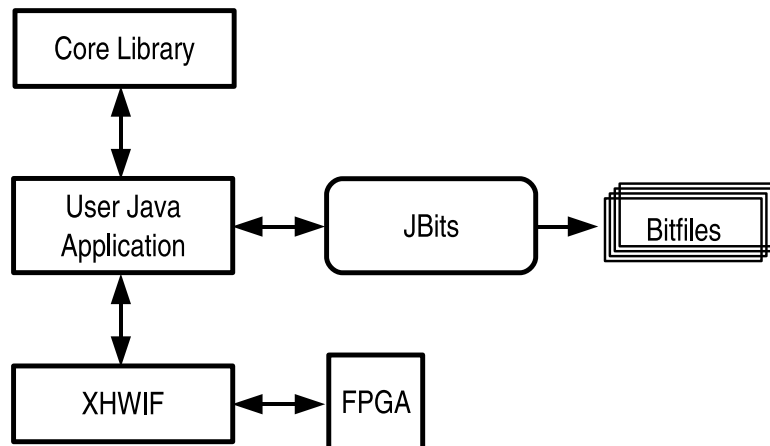 Core Library
User Java
Application
JBits
Bitfiles
XHWIF
FPGA